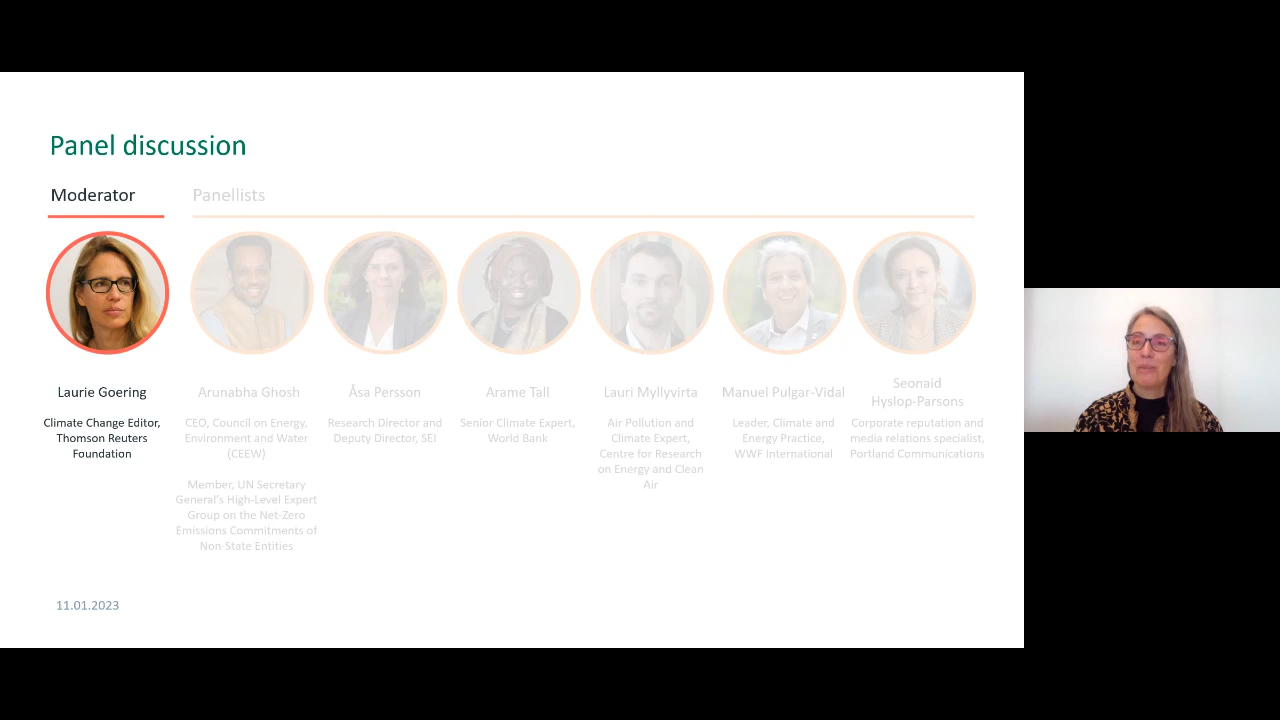 Panel discussion
Moderator
Panellists
Laurie Goering
Climate Change Editor,
Thomson Reuters
Foundation
Arunabha Ghosh
CEO, Council on Energy,
Environment and Water
(CEEW)
Member, UN Secretary
General's High-Level Expert
Group on the Net-Zero
Emissions Commitments of
Non-State Entities
Åsa Persson
Research Director and
Deputy Director, SEI
Arame Tall
Senior Climate Expert,
World Bank
Lauri Myllyvirta
Air Pollution and
Climate Expert,
Centre for Research
on Energy and Clean
Air
Manuel Pulgar-Vidal
Leader, Climate and
Energy Practice,
WWF International
Seonaid
Hyslop-Parsons
Corporate reputation and
media relations specialist,
Portland Communications
11.01.2023